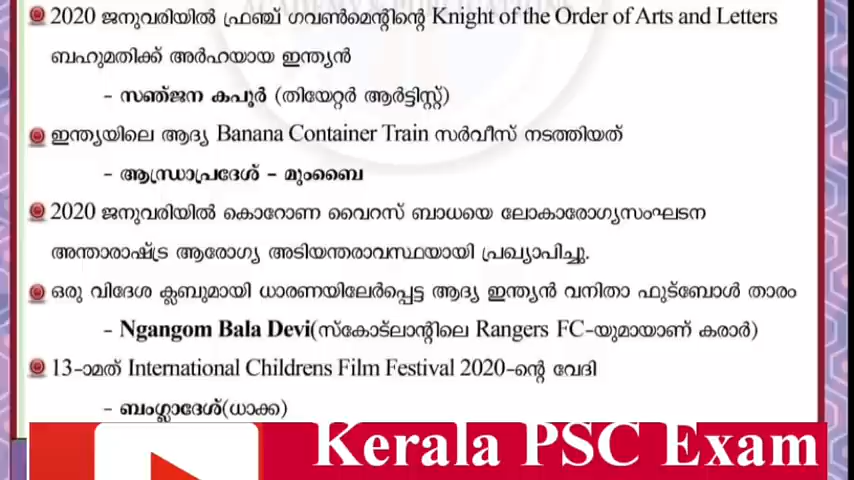 2020 ജനുവരിയിൽ ഫ്രഞ്ച് ഗവൺമെന്റിന്റെ Knight of the Order of Arts and Letters
ബഹുമതിക്ക് അർഹയായ ഇന്ത്യൻ
- സഞ്ജന കപൂർ (തിയേറ്റർ ആർട്ടിസ്റ്റ്)
ഇന്ത്യയിലെ ആദ്യ Banana Container Train സർവീസ് നടത്തിയത്
- ആന്ധ്രാപ്രദേശ് - മുംബൈ
2020 ജനുവരിയിൽ കൊറോണ വൈറസ് ബാധയെ ലോകാരോഗ്യസംഘടന
അന്താരാഷ്ട്ര ആരോഗ്യ അടിയന്തരാവസ്ഥയായി പ്രഖ്യാപിച്ചു.
ഒരു വിദേശ ക്ലബുമായി ധാരണയിലേർപ്പെട്ട ആദ്യ ഇന്ത്യൻ വനിതാ ഫുട്ബോൾ താരം
- Ngangom Bala Devi(സ്കോട്ലാന്റിലെ Rangers FC-യുമായാണ് കരാർ)
13-ാമത് International Childrens Film Festival 2020-ന്റെ വേദി
- ബംഗ്ലാദേശ്(ധാക്ക)
Kerala PSC Exam